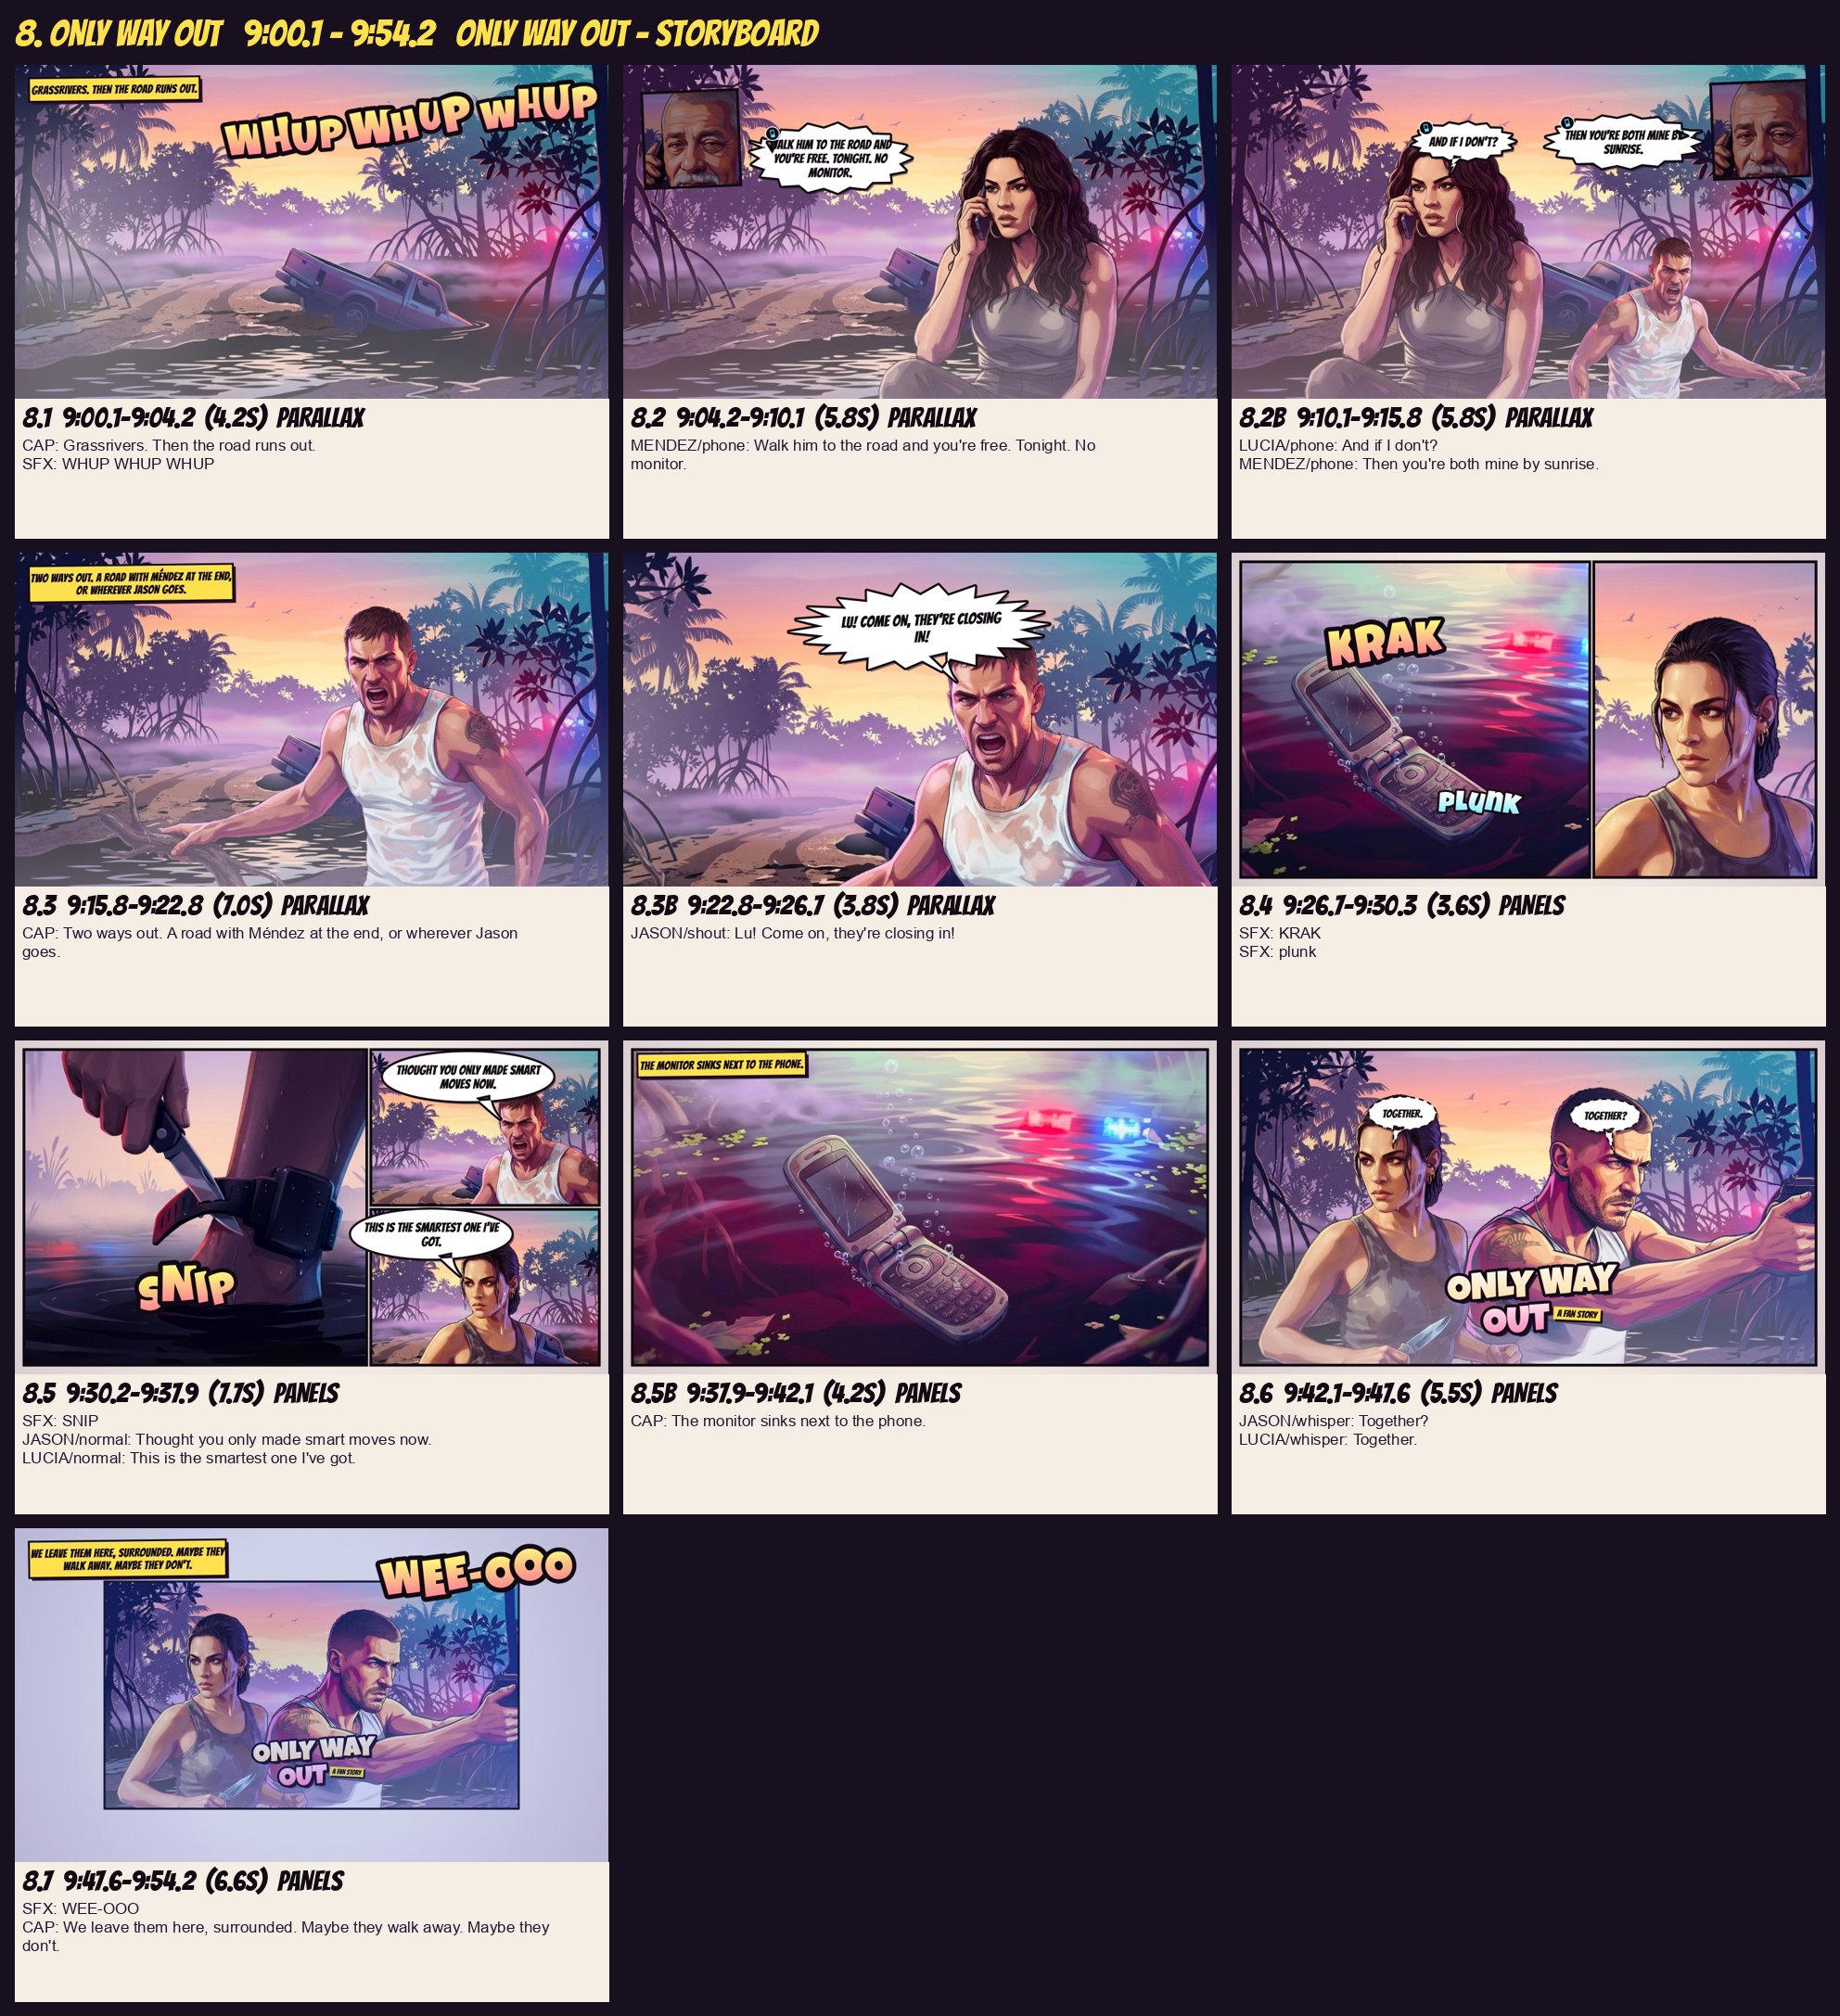 8. ONLY WAY OUT 9:00.1 - 9:54.2 ONLY WAY OUT - STORYBOARD
GRASSRIVERS. THEN THE ROAD RUNS OUT.
WHUP WHUP WHUP
8.1 9:00.1-9:04.2 (4.2S) PARALLAX
CAP: Grassrivers. Then the road runs out.
SFX: WHUP WHUP WHUP
WALK HIM TO THE ROAD AND
YOU'RE FREE. TONIGHT. NO
MONITOR.
8.2 9:04.2-9:10.1 (5.8S) PARALLAX
MENDEZ/phone: Walk him to the road and you're free. Tonight. No
monitor.
AND IF I DON'T?
THEN YOU'RE BOTH MINE BY
SUNRISE.
8.2B 9:10.1-9:15.8 (5.8S) PARALLAX
LUCIA/phone: And if I don't?
MENDEZ/phone: Then you're both mine by sunrise.
TWO WAYS OUT. A ROAD WITH MÉNDEZ AT THE END,
OR WHEREVER JASON GOES.
8.3 9:15.8-9:22.8 (7.0S) PARALLAX
CAP: Two ways out. A road with Méndez at the end, or wherever Jason
goes.
LU! COME ON, THEY'RE CLOSING
IN!
8.3B 9:22.8-9:26.7 (3.8S) PARALLAX
JASON/shout: Lu! Come on, they're closing in!
KRAK
PLUNK
8.4 9:26.7-9:30.3 (3.6S) PANELS
SFX: KRAK
SFX: plunk
SNIP
THOUGHT YOU ONLY MADE SMART
MOVES NOW.
THIS IS THE SMARTEST ONE I'VE
GOT.
8.5 9:30.2-9:37.9 (7.7S) PANELS
SFX: SNIP
JASON/normal: Thought you only made smart moves now.
LUCIA/normal: This is the smartest one I've got.
THE MONITOR SINKS NEXT TO THE PHONE.
8.5B 9:37.9-9:42.1 (4.2S) PANELS
CAP: The monitor sinks next to the phone.
TOGETHER.
TOGETHER?
ONLY WAY
OUT
A FAN STORY
8.6 9:42.1-9:47.6 (5.5S) PANELS
JASON/whisper: Together?
LUCIA/whisper: Together.
WE LEAVE THEM HERE, SURROUNDED. MAYBE THEY
WALK AWAY. MAYBE THEY DON'T.
WEE-OOO
ONLY WAY
OUT
A FAN STORY
8.7 9:47.6-9:54.2 (6.6S) PANELS
SFX: WEE-OOO
CAP: We leave them here, surrounded. Maybe they walk away. Maybe they
don't.